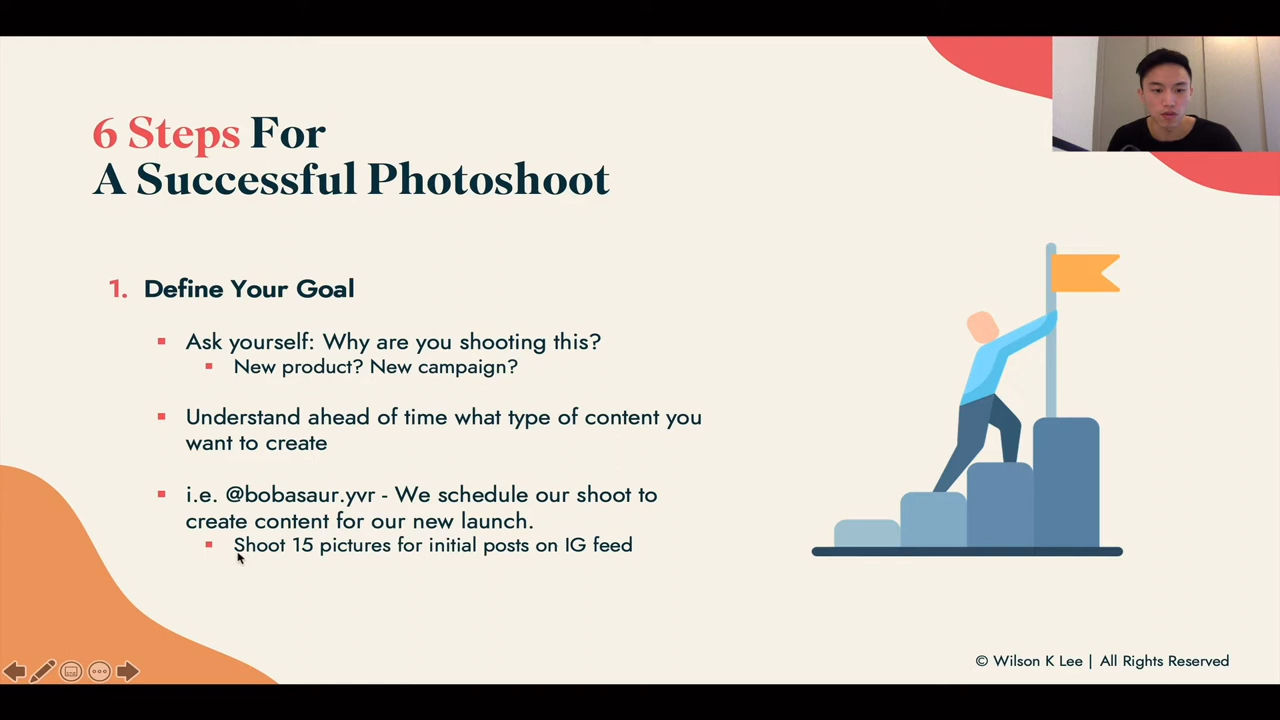 6 Steps For
A Successful Photoshoot
1. Define Your Goal
Ask yourself: Why are you shooting this?
New product? New campaign?
Understand ahead of time what type of content you
want to create
i.e. @bobasaur.yvr - We schedule our shoot to
create content for our new launch.
Shoot 15 pictures for initial posts on IG feed
© Wilson K Lee | All Rights Reserved